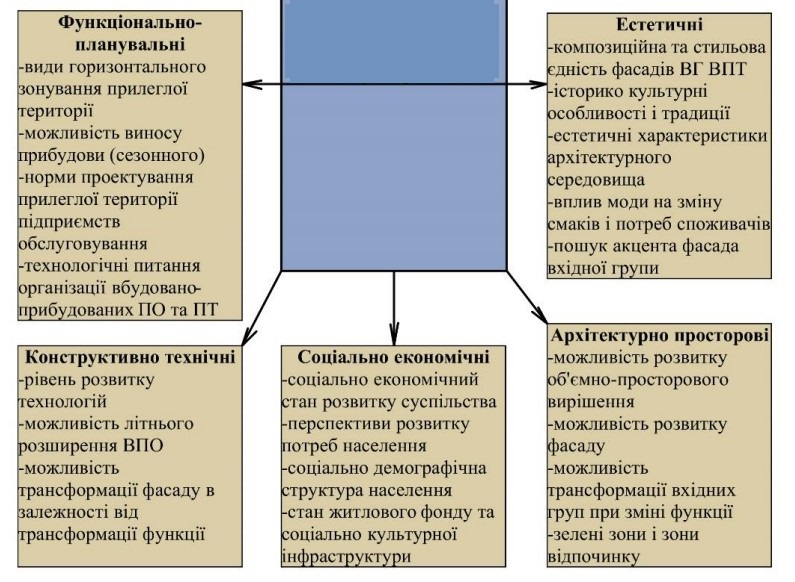 Функціонально-
планувальні
-види горизонтального
зонування прилеглої
території
-можливість виносу
прибудови (сезонного)
-норми проектування
прилеглої території
підприємств
обслуговування
-технологічні питання
організації вбудовано-
прибудованих ПО та ПТ
Естетичні
-композиційна та стильова
єдність фасадів ВГ ВПТ
-історико культурні
особливості і традиції
-естетичні характеристики
архітектурного
середовища
-вплив моди на зміну
смаків і потреб споживачів
-пошук акцента фасада
вхідної групи
Конструктивно технічні
-рівень розвитку
технологій
-можливість літнього
розширення ВПО
-можливість
трансформації фасаду в
залежності від
трансформації функції
Соціально економічні
-соціально економічний
стан розвитку суспільства
-перспективи розвитку
потреб населення
-соціально демографічна
структура населення
-стан житлового фонду та
соціально культурної
інфраструктури
Архітектурно просторові
-можливість розвитку
об'ємно-просторового
вирішення
-можливість розвитку
фасаду
-можливість
трансформації вхідних
груп при зміні функції
-зелені зони і зони
відпочинку